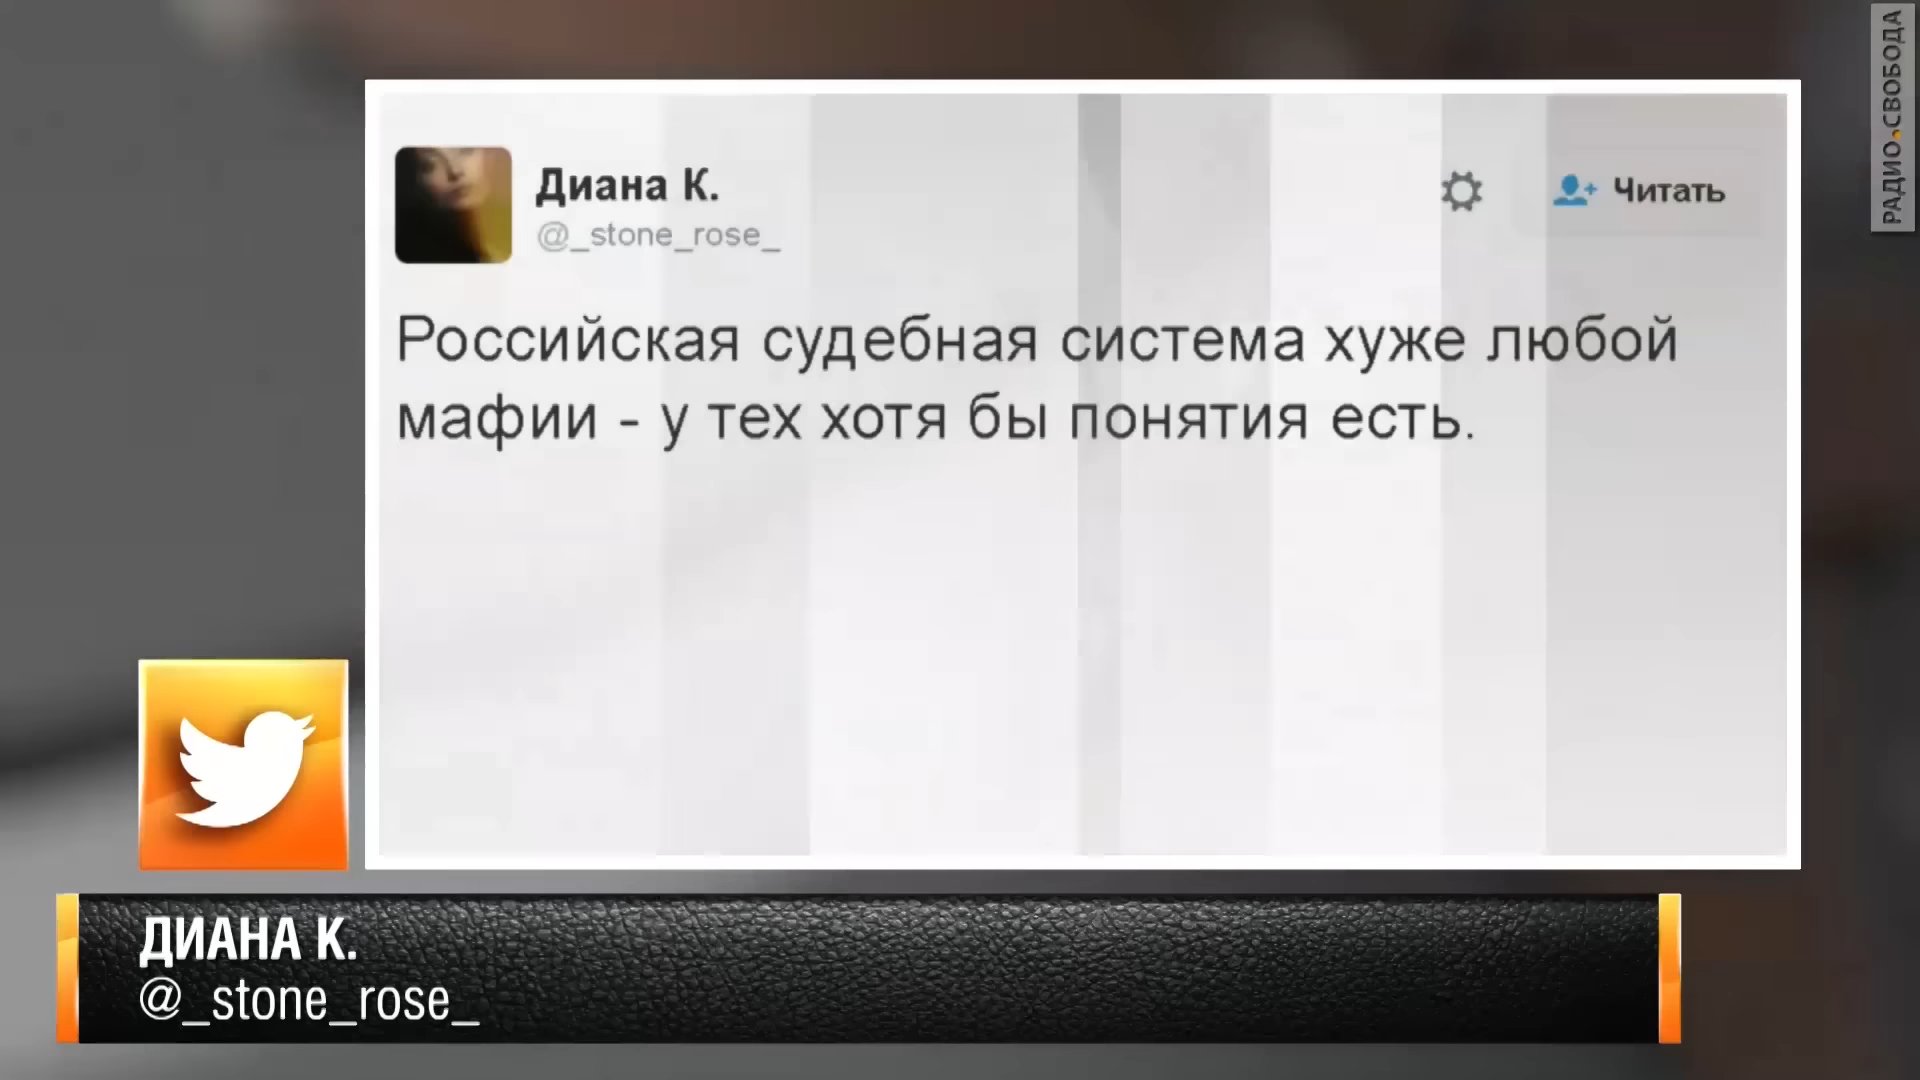 РАДИО СВОБОДА
Диана К.
@_stone_rose_
Читать
Российская судебная система хуже любой
мафии - у тех хотя бы понятия есть.
ДИАНА К.
@_stone_rose_